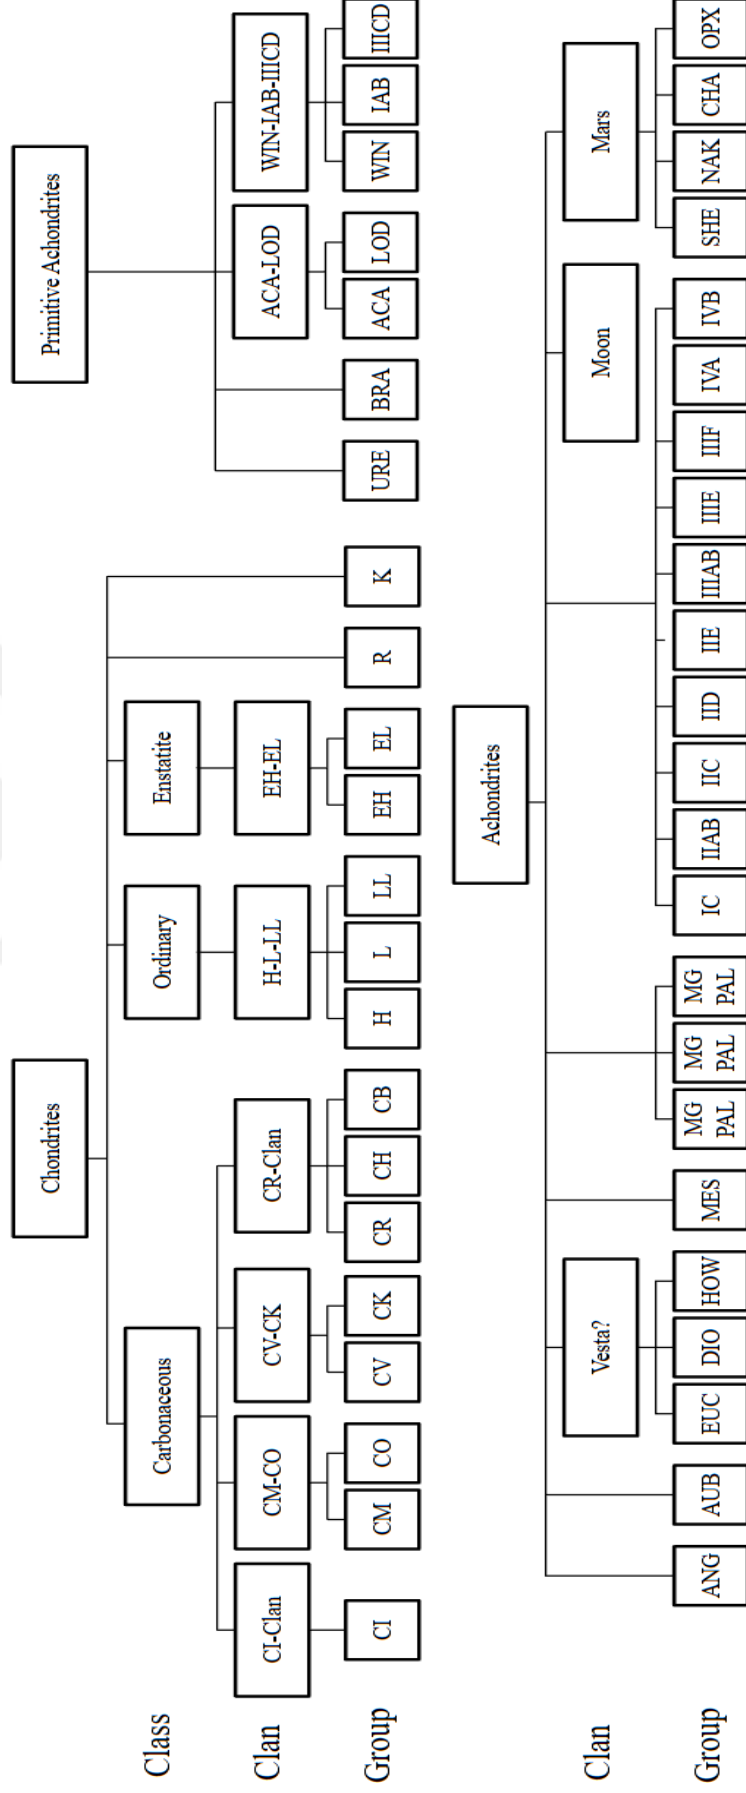 Chondrites
Primitive Achondrites
Class
Carbonaceous
Ordinary
Enstatite
Clan
CI-Clan
CM-CO
CV-CK
CR-Clan
H-L-LL
EH-EL
ACA-LOD
WIN-IAB-IIICD
Group
CI
CM
CO
CV
CK
CR
CH
CB
H
L
LL
EH
EL
R
K
URE
BRA
ACA
LOD
WIN
IAB
IIICD
Achondrites
Clan
Vesta?
Moon
Mars
Group
ANG
AUB
EUC
DIO
HOW
MES
MG
PAL
MG
PAL
MG
PAL
IC
IIAB
IIC
IID
IIE
IIIAB
IIIE
IIIF
IVA
IVB
SHE
NAK
CHA
OPX